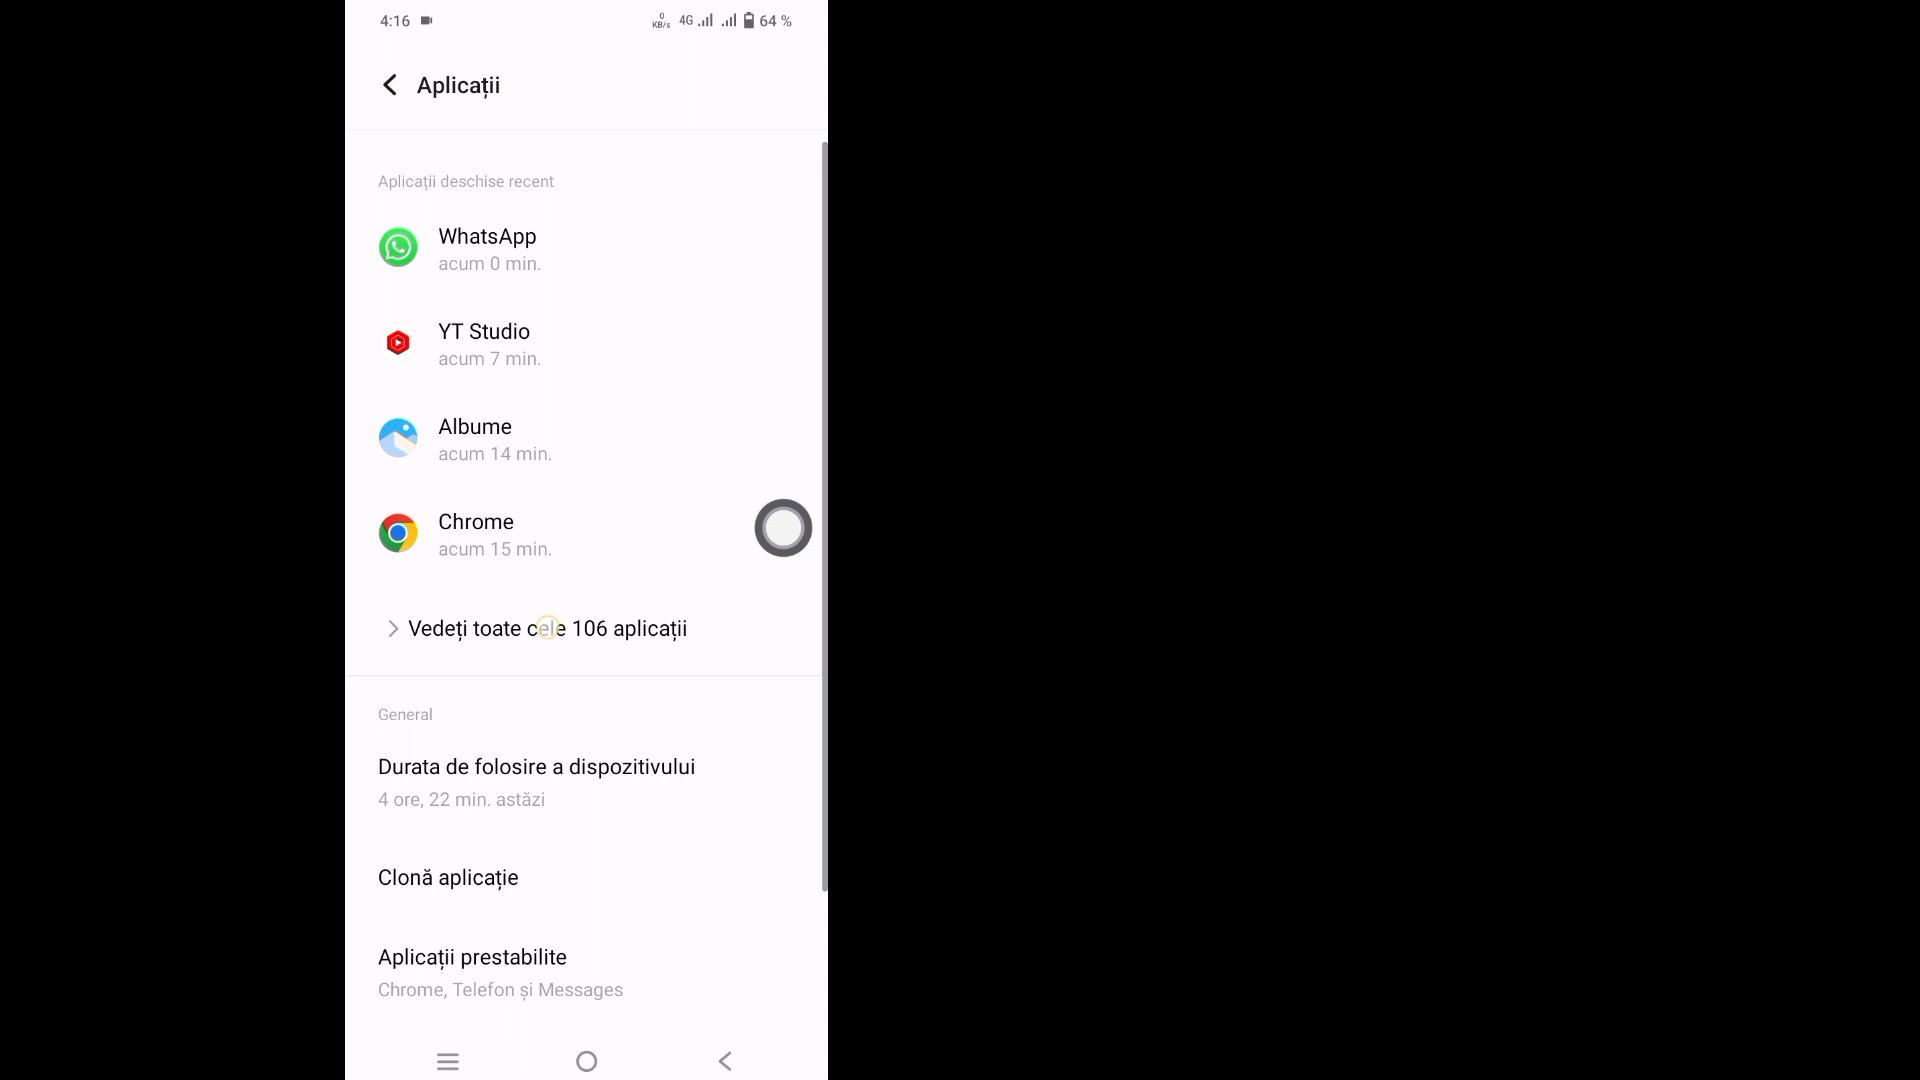 4:16
0
KB/s
4G
64 %
Aplicații
Aplicații deschise recent
WhatsApp
acum 0 min.
YT Studio
acum 7 min.
Albume
acum 14 min.
Chrome
acum 15 min.
Vedeți toate cele 106 aplicații
General
Durata de folosire a dispozitivului
4 ore, 22 min. astăzi
Clonă aplicație
Aplicații prestabilite
Chrome, Telefon și Messages